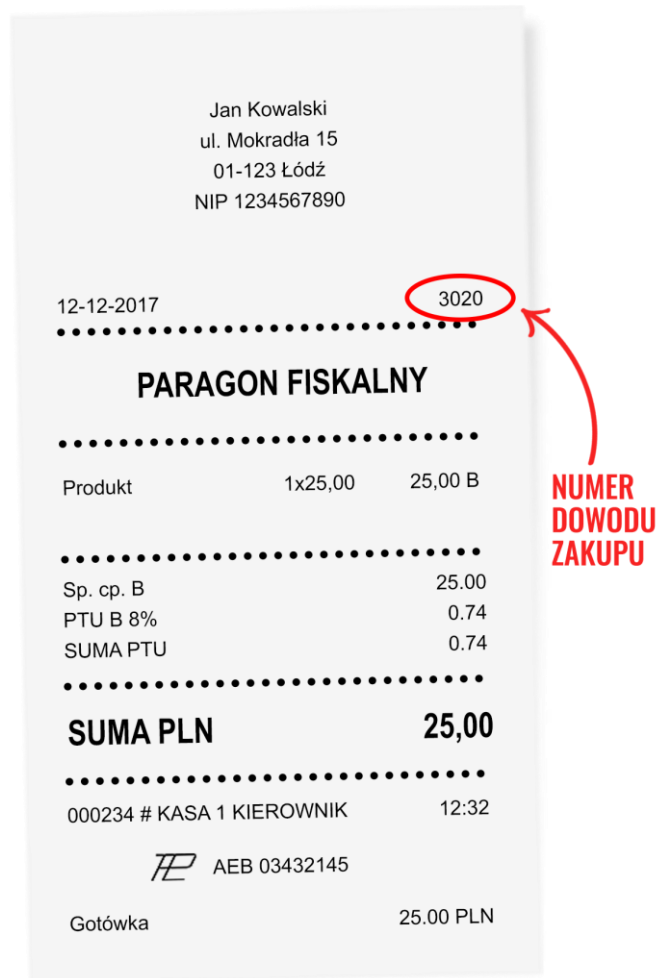 Jan Kowalski
ul. Mokradła 15
01-123 Łódź
NIP 1234567890
12-12-2017 3020
PARAGON FISKALNY
Produkt 1x25,00 25,00 B
NUMER
DOWODU
ZAKUPU
Sp. cp. B 25.00
PTU B 8% 0.74
SUMA PTU 0.74
SUMA PLN 25,00
000234 # KASA 1 KIEROWNIK 12:32
AEB 03432145
Gotówka 25.00 PLN